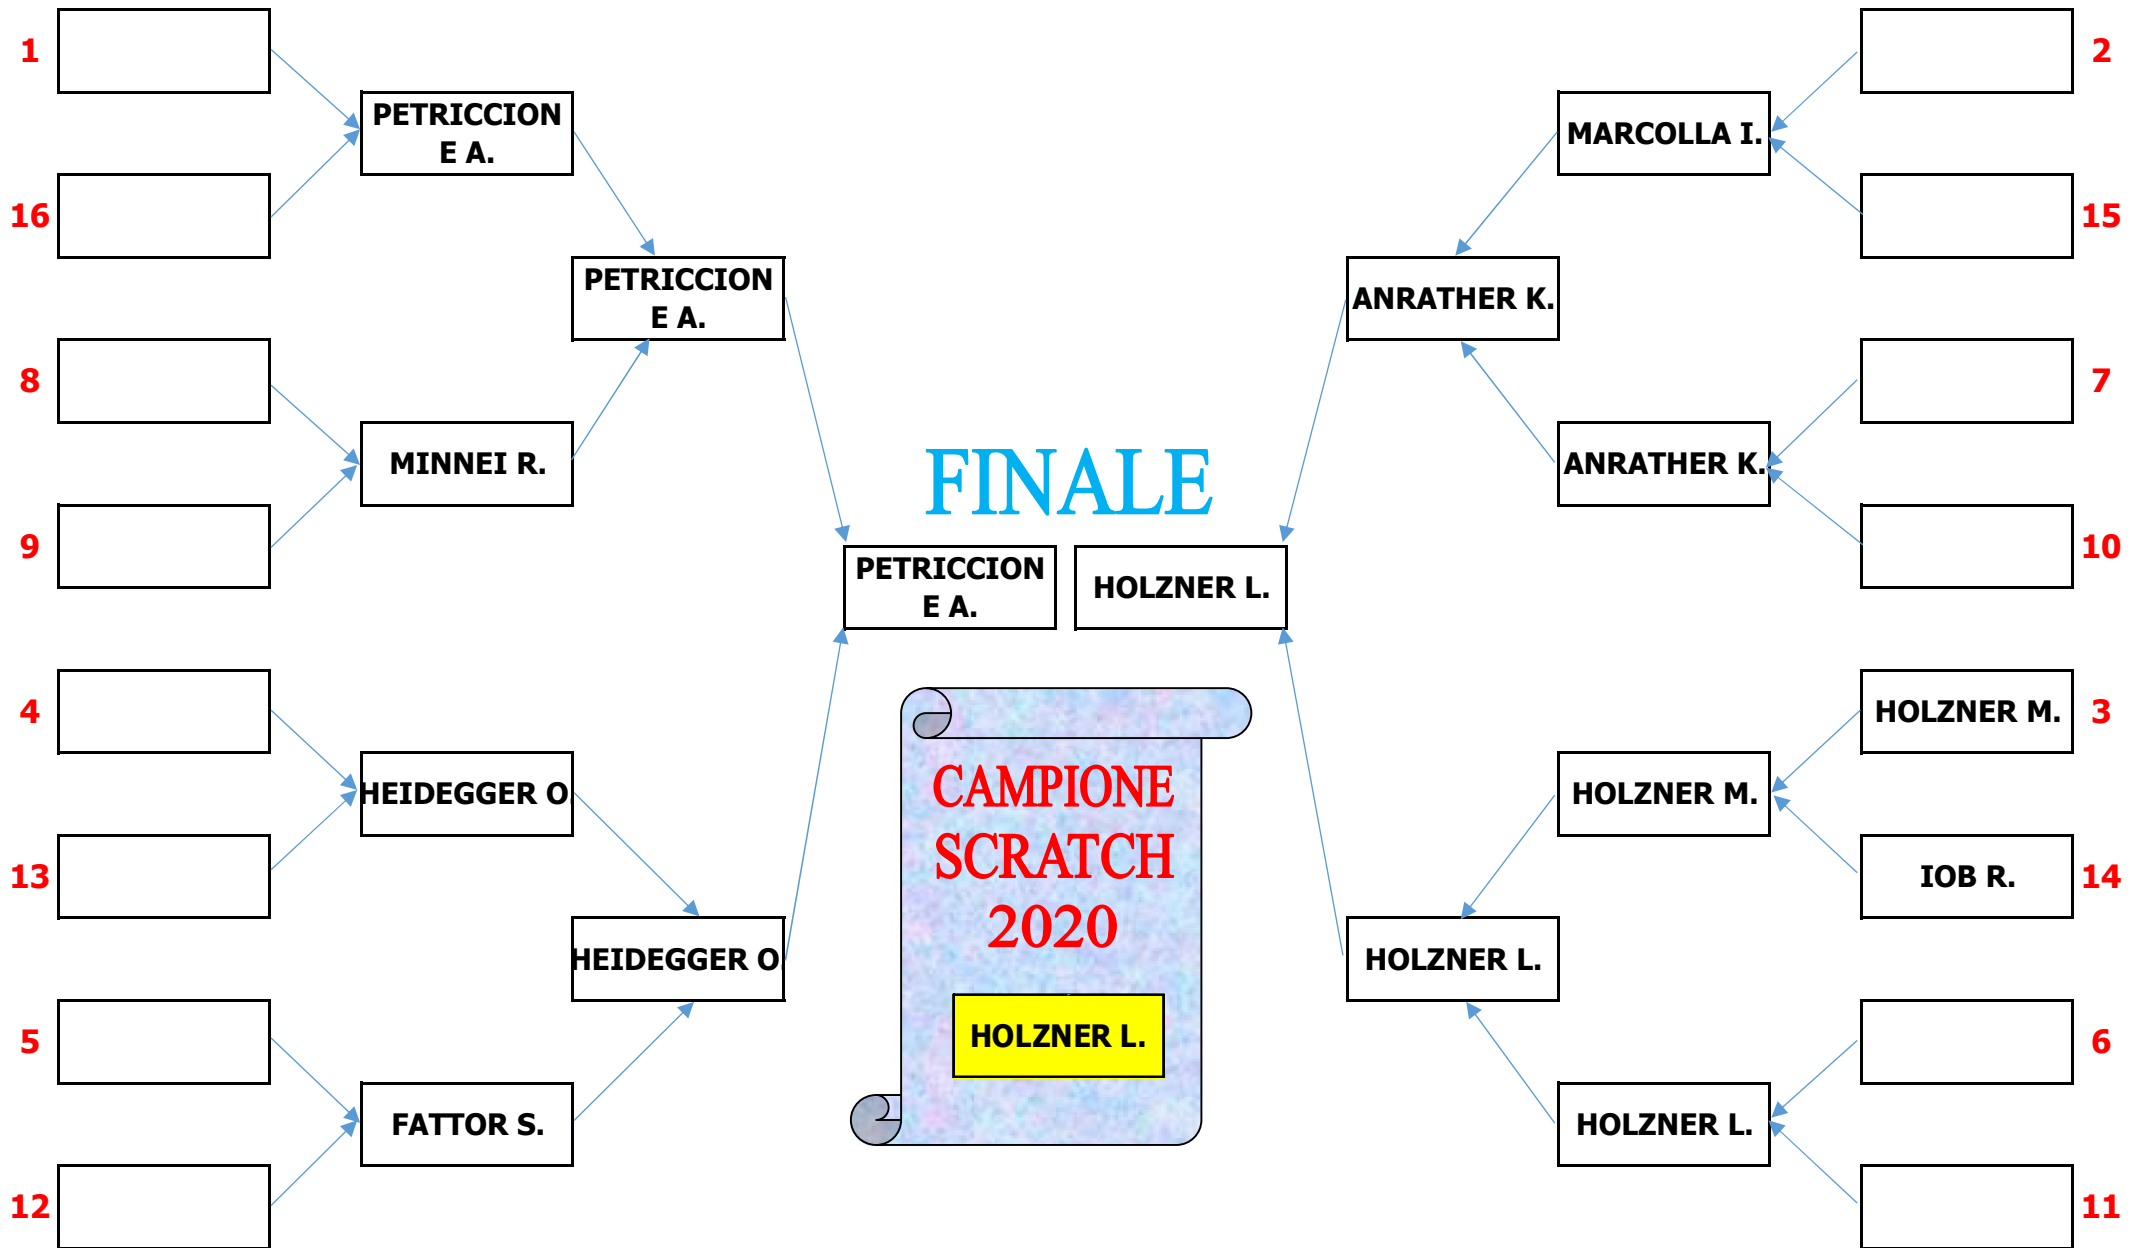 1
2
PETRICCION
E A.
MARCOLLA I.
16
15
PETRICCION
E A.
ANRATHER K.
8
7
MINNEI R.
ANRATHER K.
FINALE
9
10
PETRICCION
E A.
HOLZNER L.
4
HOLZNER M.
3
HEIDEGGER O.
HOLZNER M.
CAMPIONE
SCRATCH
2020
13
IOB R.
14
HEIDEGGER O.
HOLZNER L.
5
HOLZNER L.
6
FATTOR S.
HOLZNER L.
12
11